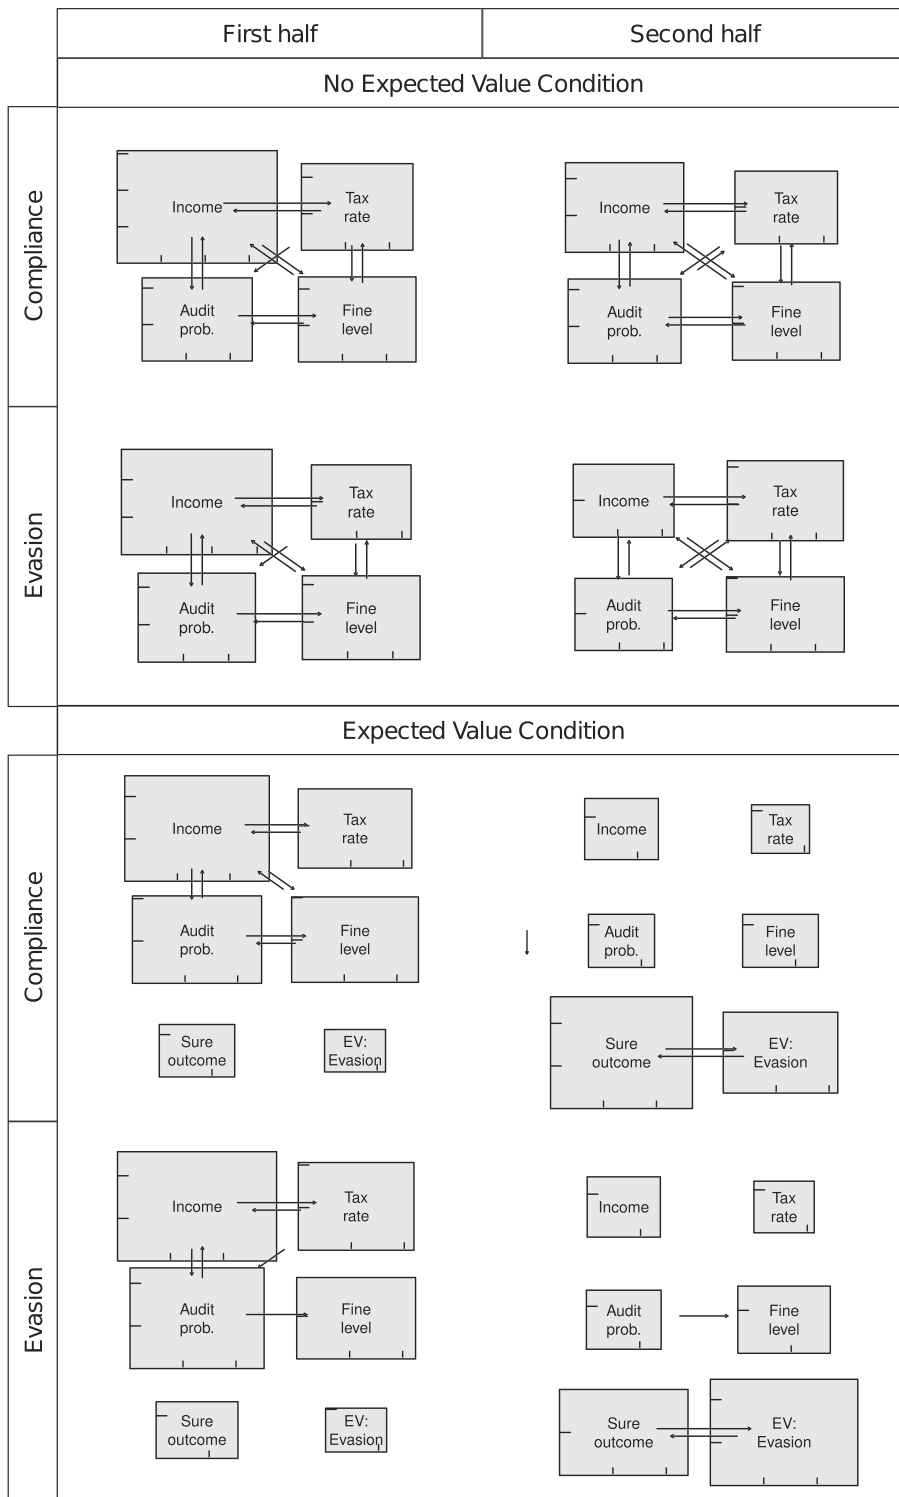 First half
Second half
No Expected Value Condition
Compliance
Income
Tax
rate
Audit
prob.
Fine
level
Income
Tax
rate
Audit
prob.
Fine
level
Evasion
Income
Tax
rate
Audit
prob.
Fine
level
Income
Tax
rate
Audit
prob.
Fine
level
Expected Value Condition
Compliance
Income
Tax
rate
Audit
prob.
Fine
level
Sure
outcome
EV:
Evasion
Income
Tax
rate
Audit
prob.
Fine
level
Sure
outcome
EV:
Evasion
Evasion
Income
Tax
rate
Audit
prob.
Fine
level
Sure
outcome
EV:
Evasion
Income
Tax
rate
Audit
prob.
Fine
level
Sure
outcome
EV:
Evasion